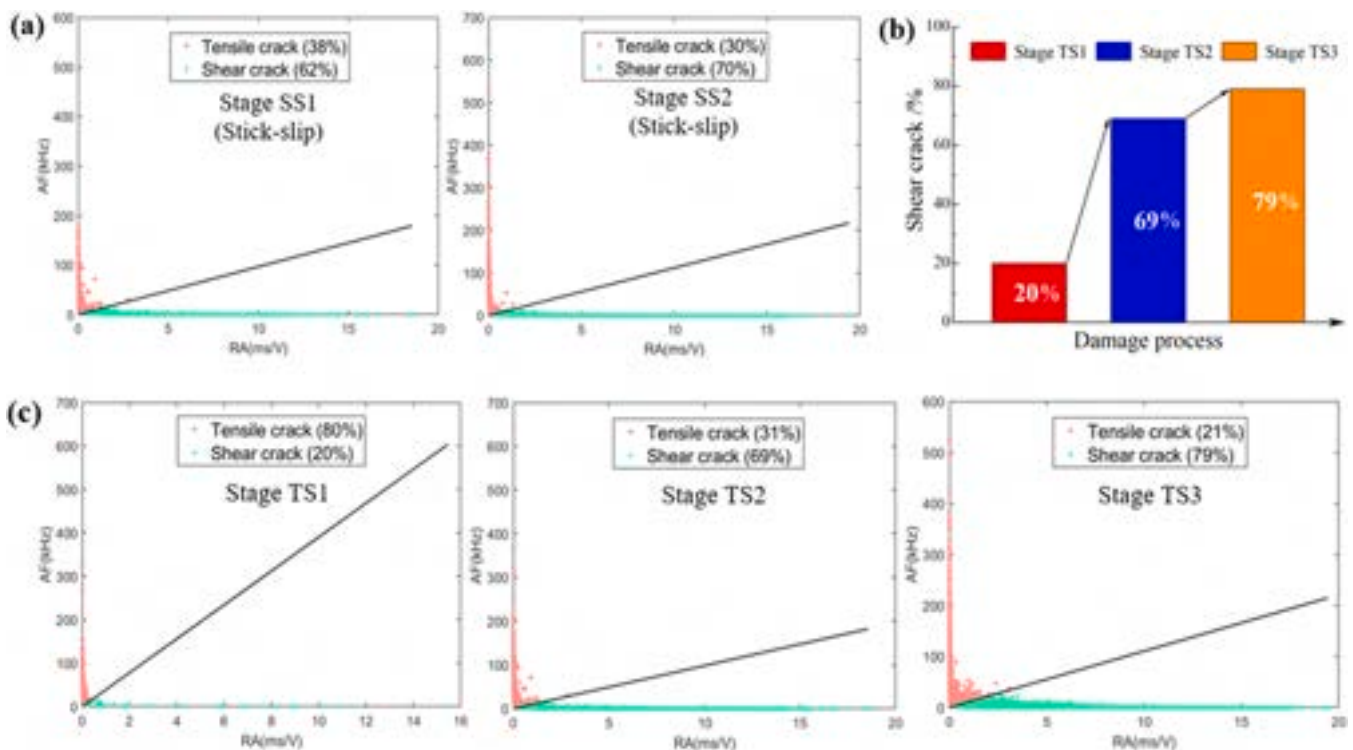 (a)
600
500
400
300
200
100
0
AF(kHz)
Tensile crack (38%)
Shear crack (62%)
Stage SS1
(Stick-slip)
0 5 10 15 20
RA(ms/V)
700
600
500
400
300
200
100
0
AF(kHz)
Tensile crack (30%)
Shear crack (70%)
Stage SS2
(Stick-slip)
0 5 10 15 20
RA(ms/V)
(b)
100
80
60
40
20
0
Shear crack /%
Stage TS1 Stage TS2 Stage TS3
20%
69%
79%
Damage process
(c)
700
600
500
400
300
200
100
0
AF(kHz)
Tensile crack (80%)
Shear crack (20%)
Stage TS1
0 2 4 6 8 10 12 14 16
RA(ms/V)
700
600
500
400
300
200
100
0
AF(kHz)
Tensile crack (31%)
Shear crack (69%)
Stage TS2
0 5 10 15 20
RA(ms/V)
600
500
400
300
200
100
0
AF(kHz)
Tensile crack (21%)
Shear crack (79%)
Stage TS3
0 5 10 15 20
RA(ms/V)